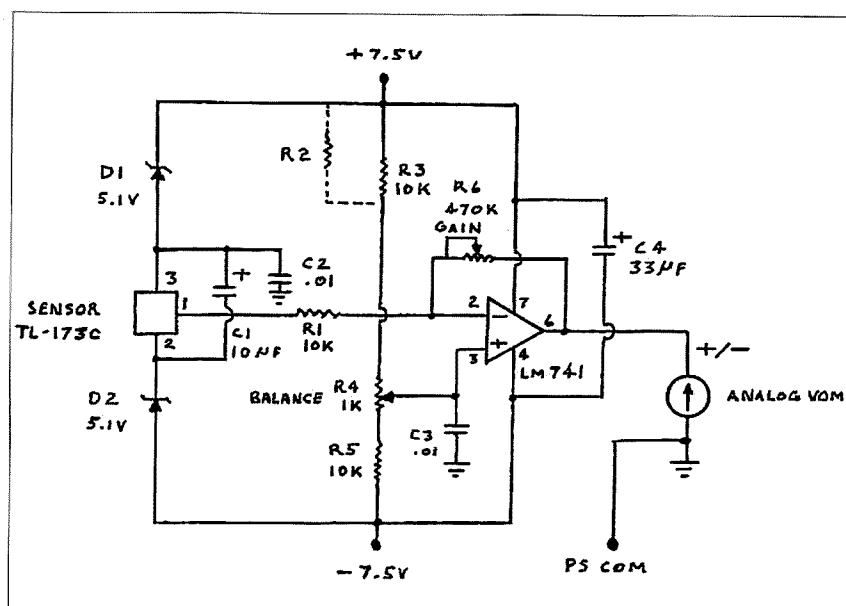 +7.5V
D1
5.1V
R2
R3
10K
R6
470K
GAIN
+
C4
33µF
3
+
C2
.01
SENSOR
TL-173C
1
2
C1
10µF
R1
10K
2
-
7
6
3
+
4
LM741
+/-
D2
5.1V
BALANCE
R4
1K
C3
.01
ANALOG VOM
R5
10K
-7.5V
PS COM